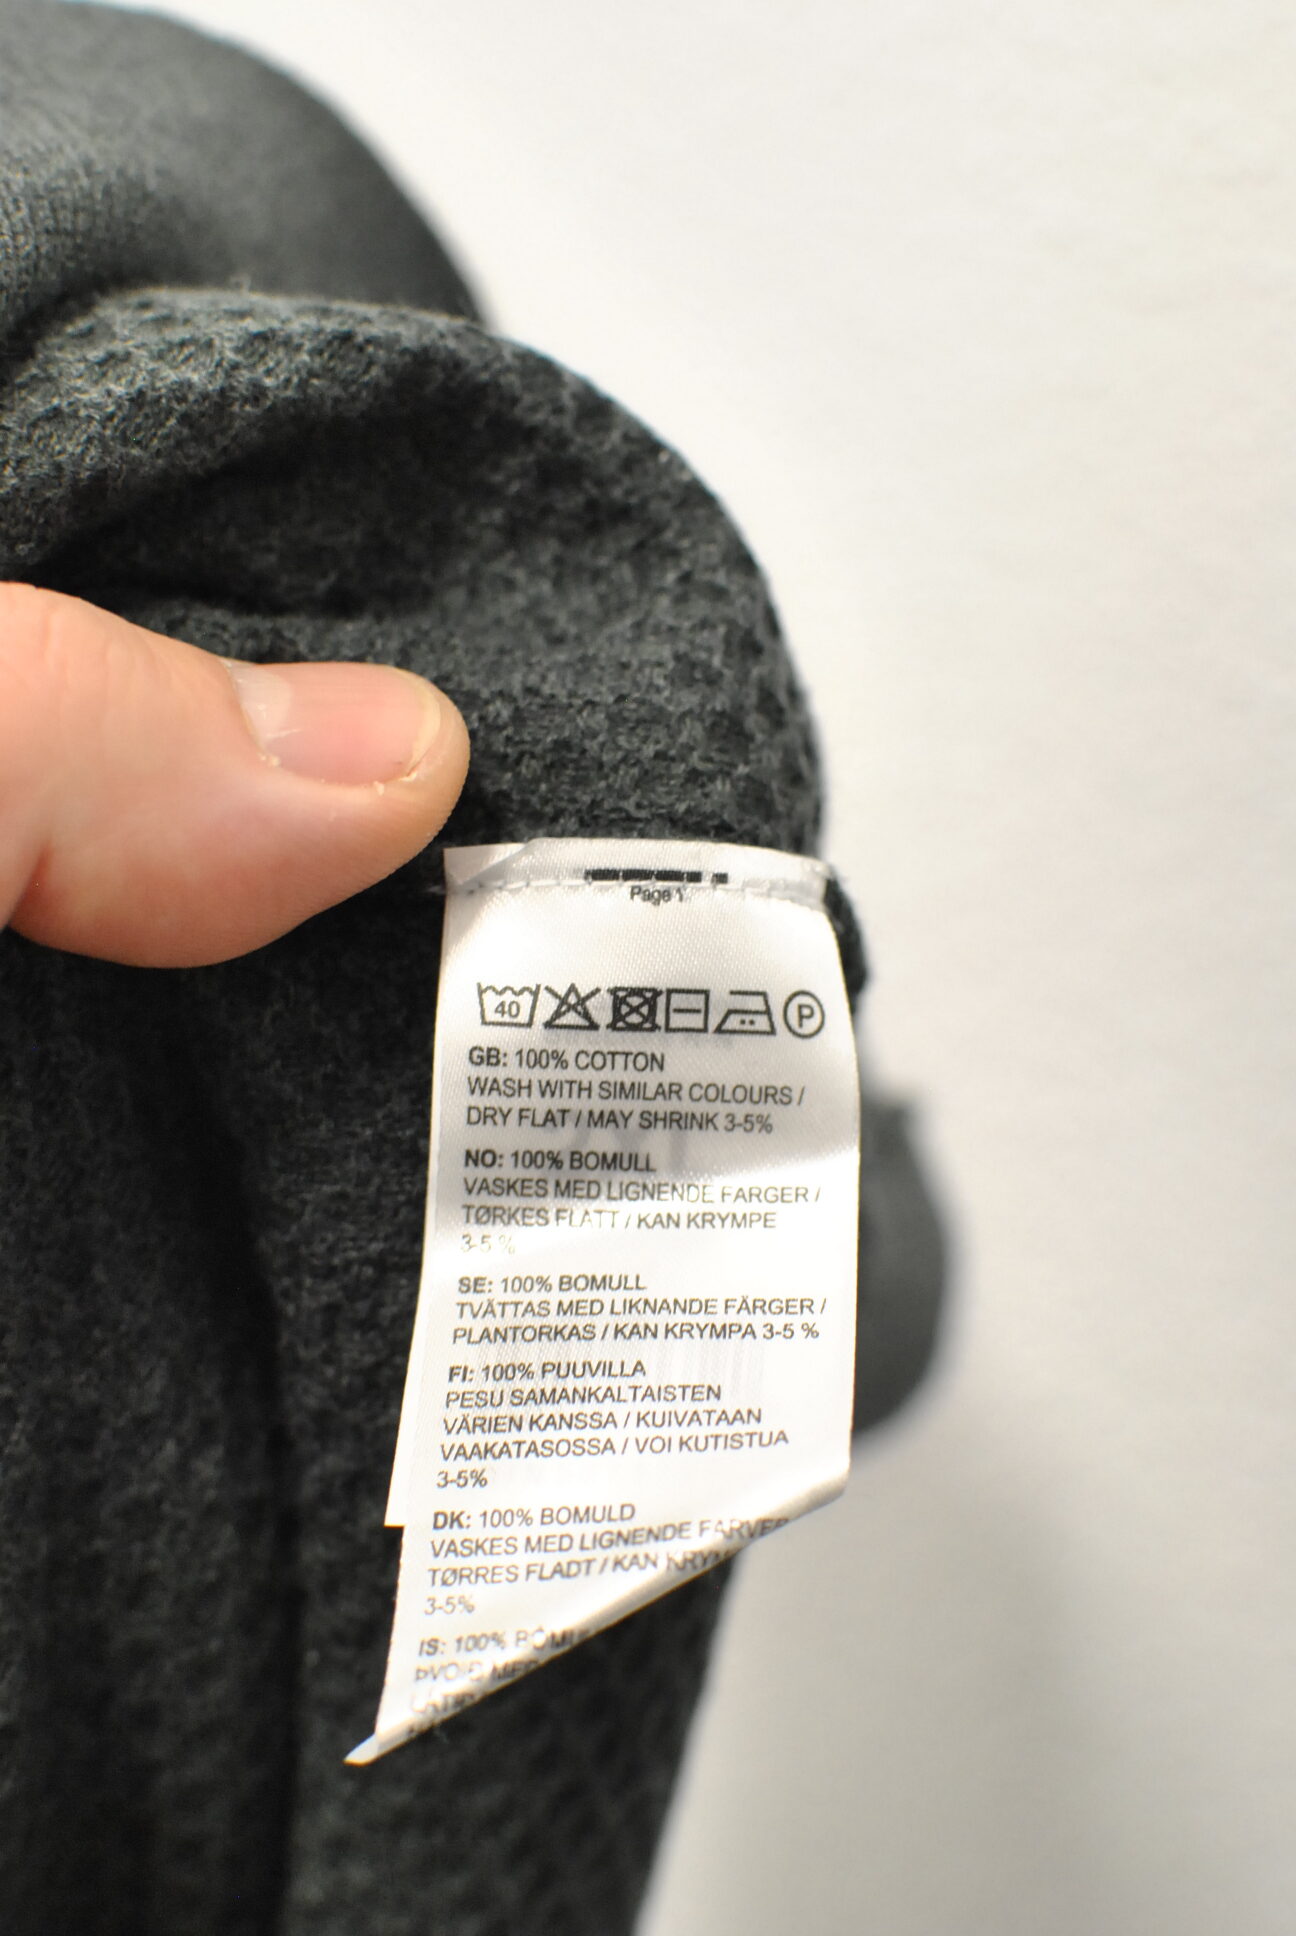 Page 1
40 P
GB: 100% COTTON
WASH WITH SIMILAR COLOURS /
DRY FLAT / MAY SHRINK 3-5%
NO: 100% BOMULL
VASKES MED LIGNENDE FARGER /
TØRKES FLATT / KAN KRYMPE
3-5 %
SE: 100% BOMULL
TVÄTTAS MED LIKNANDE FÄRGER /
PLANTORKAS / KAN KRYMPA 3-5 %
FI: 100% PUUVILLA
PESU SAMANKALTAISTEN
VÄRIEN KANSSA / KUIVATAAN
VAAKATASOSSA / VOI KUTISTUA
3-5%
DK: 100% BOMULD
VASKES MED LIGNENDE FARVER
TØRRES FLADT / KAN
3-5%
IS: 100%